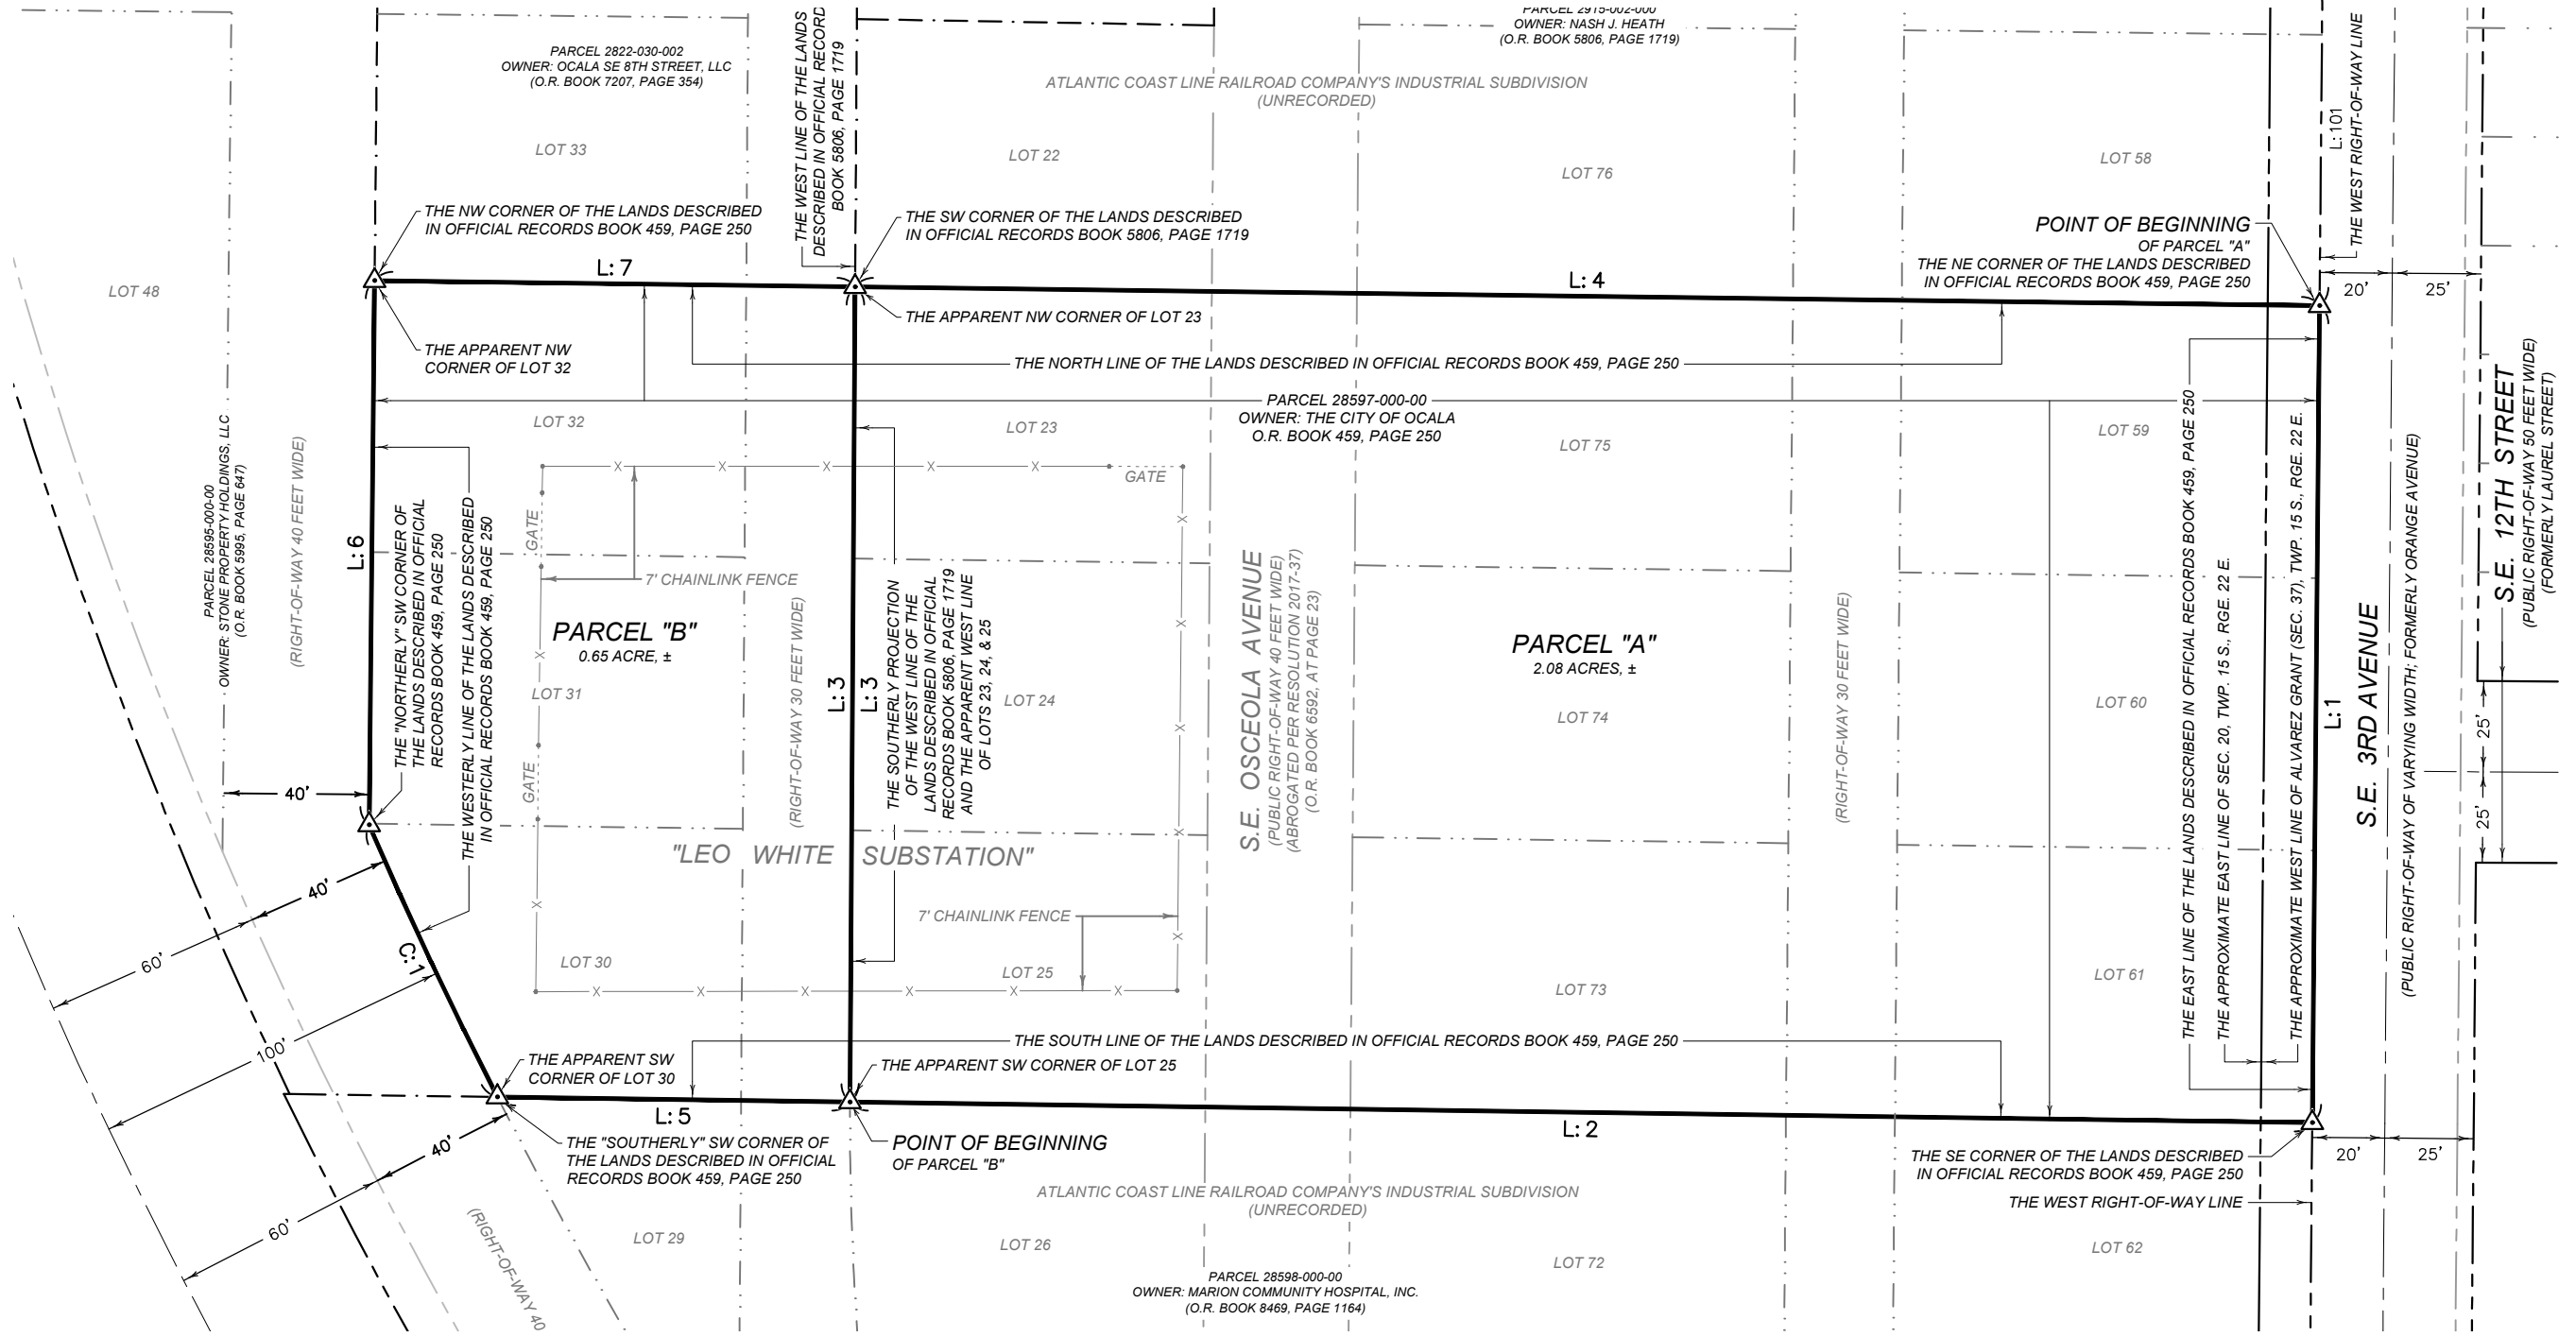 PARCEL 2822-030-002
OWNER: OCALA SE 8TH STREET, LLC
(O.R. BOOK 7207, PAGE 354)
THE WEST LINE OF THE LANDS
DESCRIBED IN OFFICIAL RECORD
BOOK 5806, PAGE 1719
PARCEL 2915-002-000
OWNER: NASH J. HEATH
(O.R. BOOK 5806, PAGE 1719)
ATLANTIC COAST LINE RAILROAD COMPANY'S INDUSTRIAL SUBDIVISION
(UNRECORDED)
LOT 33
LOT 22
LOT 76
LOT 58
L:101
THE WEST RIGHT-OF-WAY LINE
THE NW CORNER OF THE LANDS DESCRIBED
IN OFFICIAL RECORDS BOOK 459, PAGE 250
THE SW CORNER OF THE LANDS DESCRIBED
IN OFFICIAL RECORDS BOOK 5806, PAGE 1719
POINT OF BEGINNING
OF PARCEL "A"
THE NE CORNER OF THE LANDS DESCRIBED
IN OFFICIAL RECORDS BOOK 459, PAGE 250
L: 7
L: 4
20'
25'
LOT 48
THE APPARENT NW CORNER OF LOT 23
THE APPARENT NW
CORNER OF LOT 32
THE NORTH LINE OF THE LANDS DESCRIBED IN OFFICIAL RECORDS BOOK 459, PAGE 250
PARCEL 28597-000-00
OWNER: THE CITY OF OCALA
O.R. BOOK 459, PAGE 250
LOT 32
LOT 23
LOT 75
LOT 59
GATE
GATE
7' CHAINLINK FENCE
PARCEL 28595-000-00
OWNER: STONE PROPERTY HOLDINGS, LLC
(O.R. BOOK 5995, PAGE 647)
(RIGHT-OF-WAY 40 FEET WIDE)
L: 6
THE "NORTHERLY" SW CORNER OF
THE LANDS DESCRIBED IN OFFICIAL
RECORDS BOOK 459, PAGE 250
THE WESTERLY LINE OF THE LANDS DESCRIBED
IN OFFICIAL RECORDS BOOK 459, PAGE 250
PARCEL "B"
0.65 ACRE, ±
LOT 31
GATE
(RIGHT-OF-WAY 30 FEET WIDE)
L: 3
L: 3
THE SOUTHERLY PROJECTION
OF THE WEST LINE OF THE
LANDS DESCRIBED IN OFFICIAL
RECORDS BOOK 5806, PAGE 1719
AND THE APPARENT WEST LINE
OF LOTS 23, 24, & 25
LOT 24
S.E. OSCEOLA AVENUE
(PUBLIC RIGHT-OF-WAY 40 FEET WIDE)
(ABROGATED PER RESOLUTION 2017-37)
(O.R. BOOK 6592, AT PAGE 23)
PARCEL "A"
2.08 ACRES, ±
LOT 74
(RIGHT-OF-WAY 30 FEET WIDE)
LOT 60
THE EAST LINE OF THE LANDS DESCRIBED IN OFFICIAL RECORDS BOOK 459, PAGE 250
THE APPROXIMATE EAST LINE OF SEC. 20, TWP. 15 S., RGE. 22 E.
THE APPROXIMATE WEST LINE OF ALVAREZ GRANT (SEC. 37), TWP. 15 S., RGE. 22 E.
L: 1
S.E. 3RD AVENUE
(PUBLIC RIGHT-OF-WAY OF VARYING WIDTH; FORMERLY ORANGE AVENUE)
S.E. 12TH STREET
(PUBLIC RIGHT-OF-WAY 50 FEET WIDE)
(FORMERLY LAUREL STREET)
25'
25'
40'
"LEO WHITE SUBSTATION"
40'
60'
100'
C: 1
7' CHAINLINK FENCE
LOT 30
LOT 25
LOT 73
LOT 61
THE SOUTH LINE OF THE LANDS DESCRIBED IN OFFICIAL RECORDS BOOK 459, PAGE 250
THE APPARENT SW
CORNER OF LOT 30
THE APPARENT SW CORNER OF LOT 25
L: 5
L: 2
40'
60'
THE "SOUTHERLY" SW CORNER OF
THE LANDS DESCRIBED IN OFFICIAL
RECORDS BOOK 459, PAGE 250
POINT OF BEGINNING
OF PARCEL "B"
THE SE CORNER OF THE LANDS DESCRIBED
IN OFFICIAL RECORDS BOOK 459, PAGE 250
20'
25'
THE WEST RIGHT-OF-WAY LINE
ATLANTIC COAST LINE RAILROAD COMPANY'S INDUSTRIAL SUBDIVISION
(UNRECORDED)
(RIGHT-OF-WAY 40
LOT 29
LOT 26
LOT 72
LOT 62
PARCEL 28598-000-00
OWNER: MARION COMMUNITY HOSPITAL, INC.
(O.R. BOOK 8469, PAGE 1164)